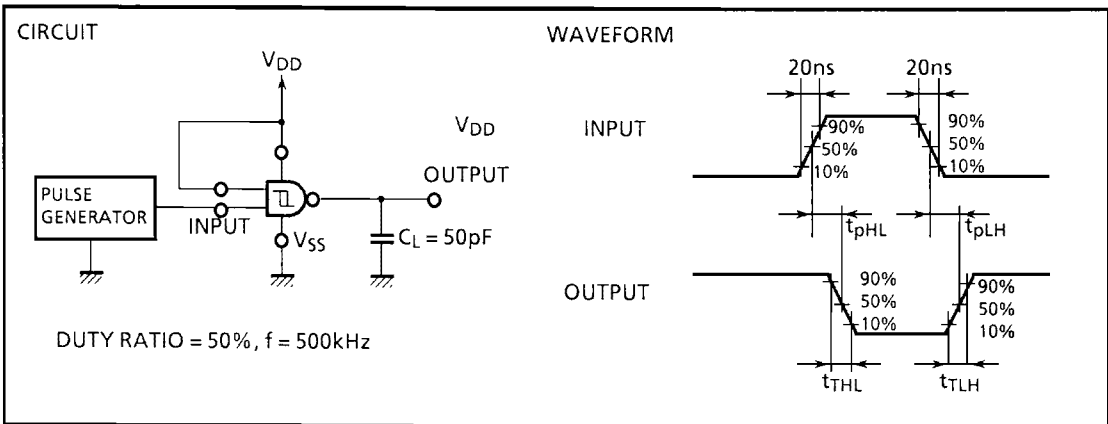 CIRCUIT
VDD
VDD
OUTPUT
PULSE
GENERATOR
INPUT
VSS
CL = 50pF
DUTY RATIO = 50%, f = 500kHz
WAVEFORM
20ns 20ns
INPUT
90% 90%
50% 50%
10% 10%
tpHL tpLH
OUTPUT
90% 90%
50% 50%
10% 10%
tTHL tTLH